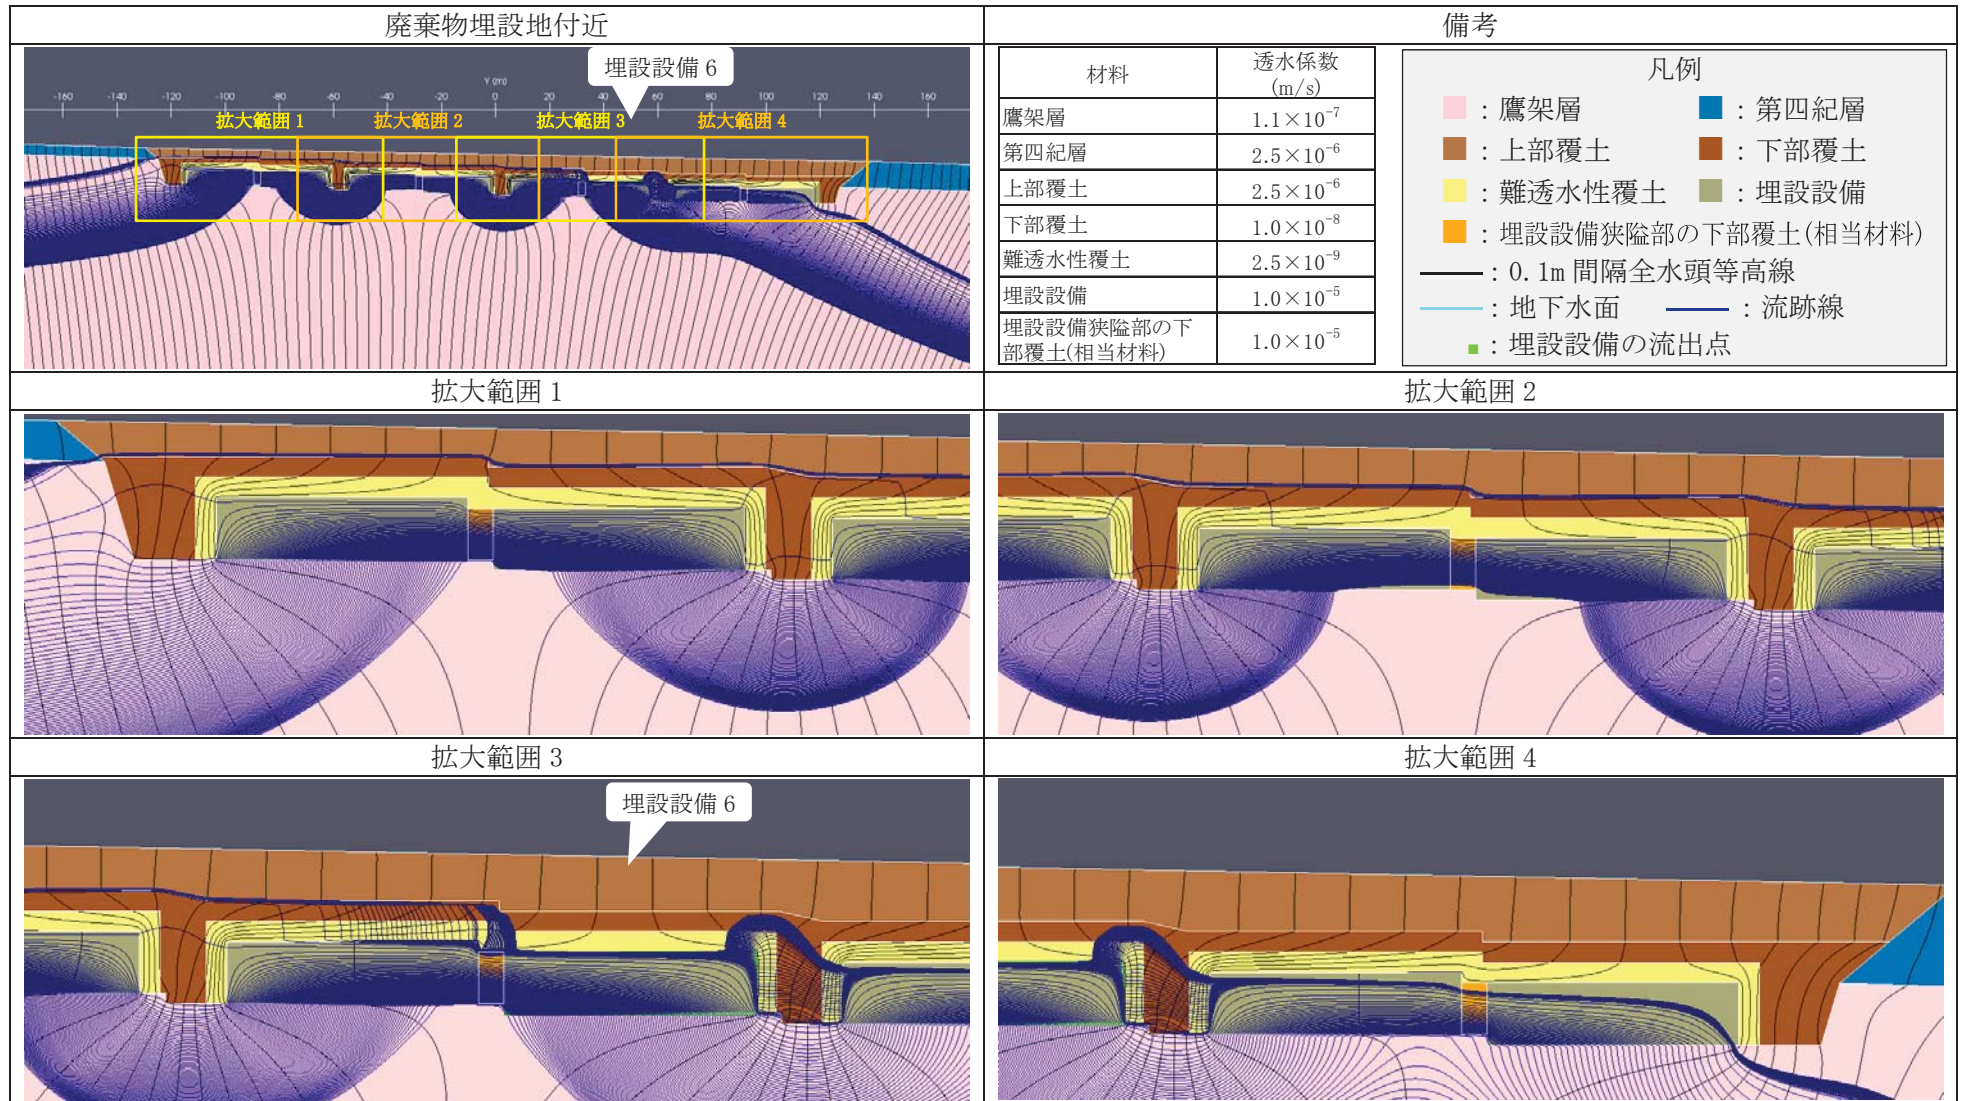 廃棄物埋設地付近
備考
埋設設備 6
Y (m)
-160 -140 -120 -100 -80 -60 -40 -20 0 20 40 60 80 100 120 140 160
拡大範囲 1 拡大範囲 2 拡大範囲 3 拡大範囲 4
材料 透水係数
(m/s)
鷹架層 1.1×10⁻⁷
第四紀層 2.5×10⁻⁶
上部覆土 2.5×10⁻⁶
下部覆土 1.0×10⁻⁸
難透水性覆土 2.5×10⁻⁹
埋設設備 1.0×10⁻⁵
埋設設備狭隘部の下
部覆土(相当材料) 1.0×10⁻⁵
凡例
：鷹架層 ：第四紀層
：上部覆土 ：下部覆土
：難透水性覆土 ：埋設設備
：埋設設備狭隘部の下部覆土(相当材料)
：0.1m 間隔全水頭等高線
：地下水面 ：流跡線
：埋設設備の流出点
拡大範囲 1
拡大範囲 2
拡大範囲 3
拡大範囲 4
埋設設備 6